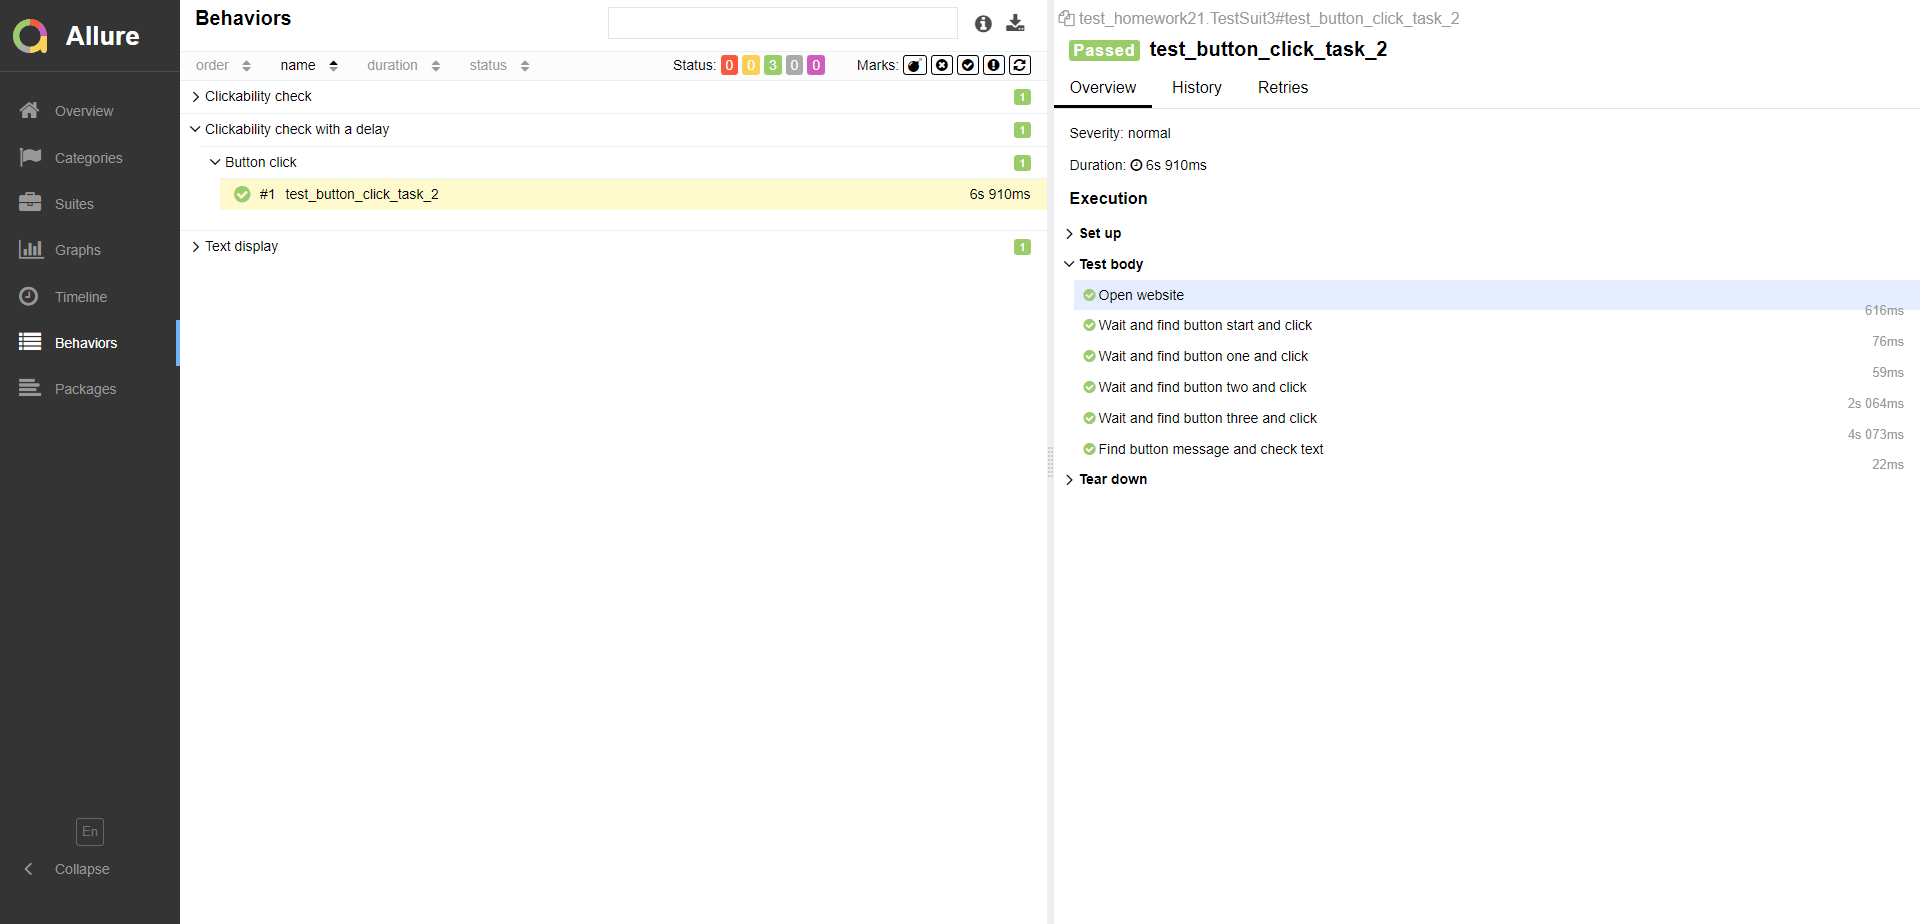 Allure
Overview
Categories
Suites
Graphs
Timeline
Behaviors
Packages
En
Collapse
Behaviors
order name duration status Status: 0 0 3 0 0 Marks:
Clickability check 1
Clickability check with a delay 1
Button click 1
#1 test_button_click_task_2 6s 910ms
Text display 1
test_homework21.TestSuit3#test_button_click_task_2
Passed test_button_click_task_2
Overview History Retries
Severity: normal
Duration: 6s 910ms
Execution
Set up
Test body
Open website
616ms
Wait and find button start and click
76ms
Wait and find button one and click
59ms
Wait and find button two and click
2s 064ms
Wait and find button three and click
4s 073ms
Find button message and check text
22ms
Tear down